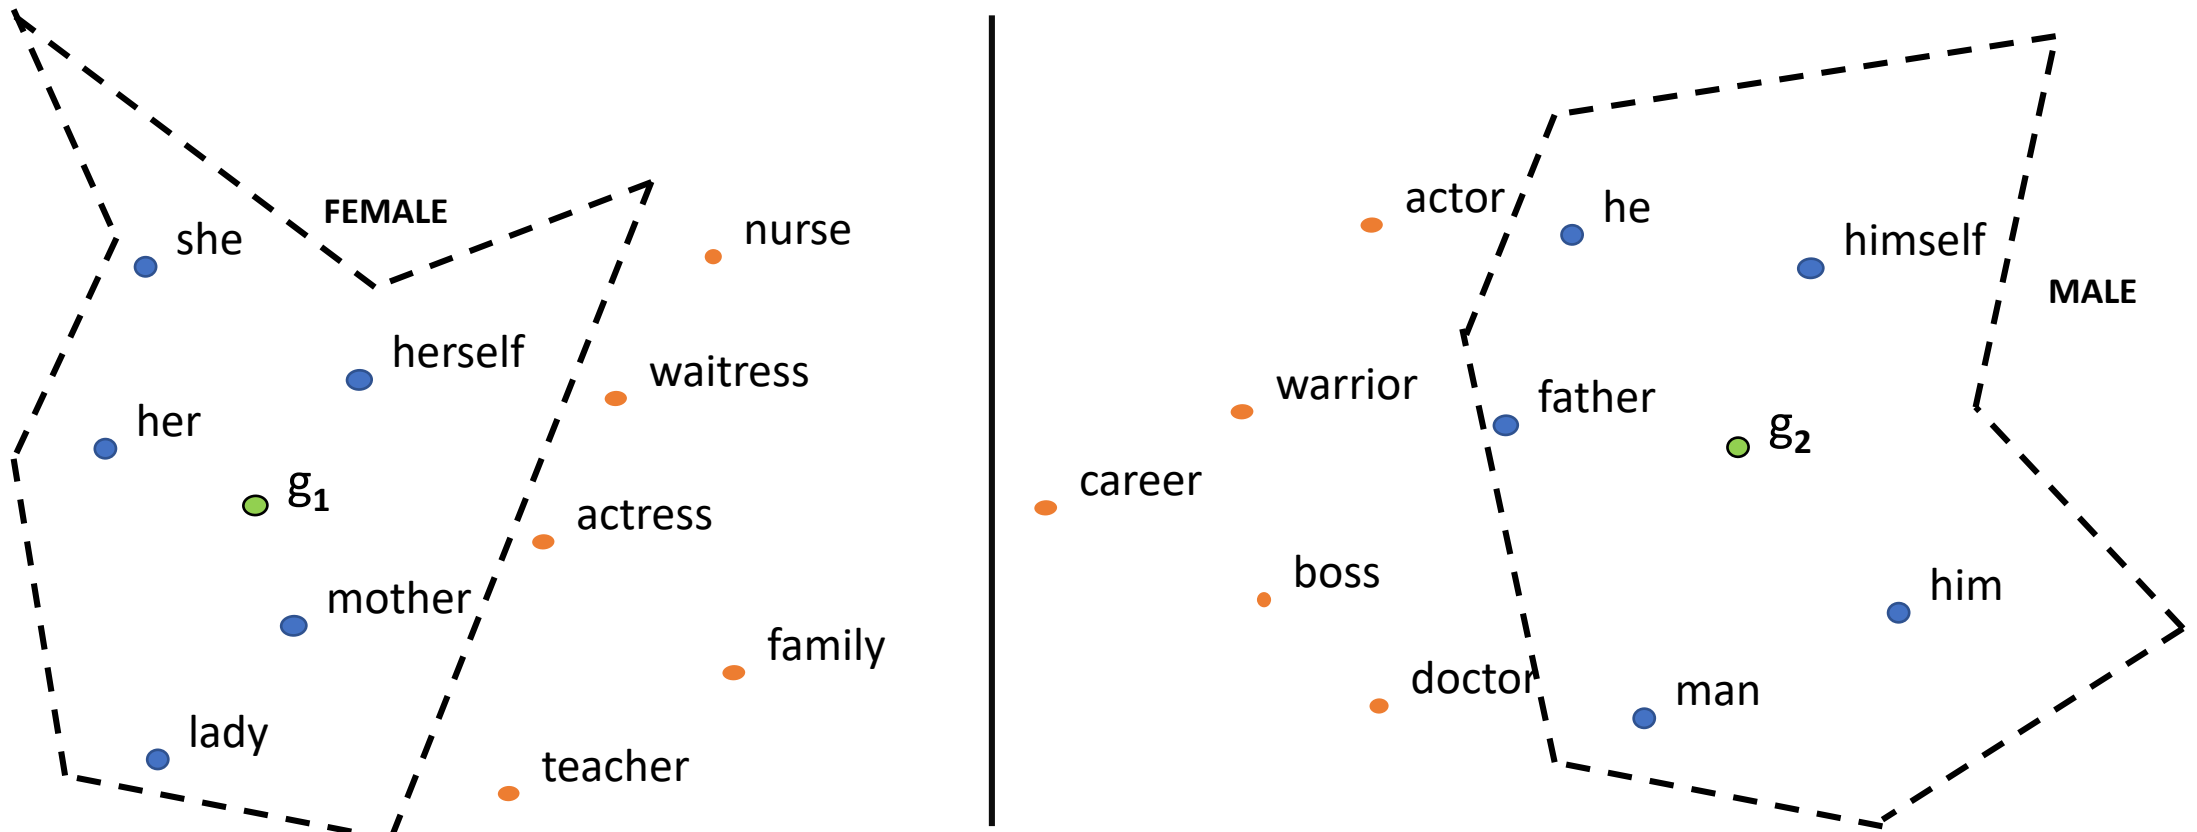 FEMALE
she
nurse
herself
waitress
her
g1
actress
mother
family
lady
teacher
actor
he
himself
MALE
warrior
father
g2
career
boss
him
doctor
man